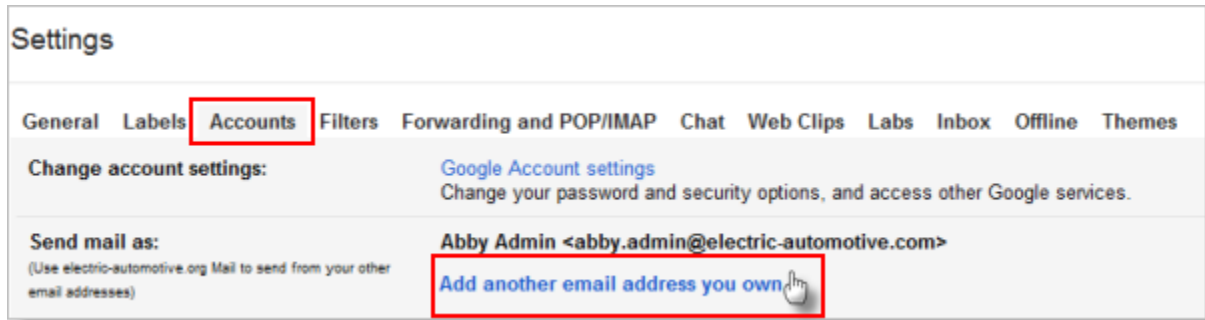 Settings
General Labels Accounts Filters Forwarding and POP/IMAP Chat Web Clips Labs Inbox Offline Themes
Change account settings:
Google Account settings
Change your password and security options, and access other Google services.
Send mail as:
(Use electric-automotive.org Mail to send from your other
email addresses)
Abby Admin <abby.admin@electric-automotive.com>
Add another email address you own